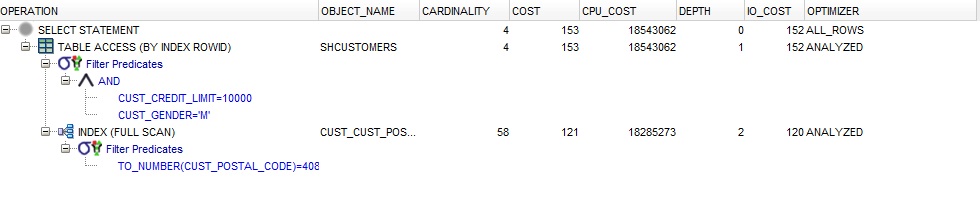 OPERATION OBJECT_NAME CARDINALITY COST CPU_COST DEPTH IO_COST OPTIMIZER
SELECT STATEMENT 4 153 18543062 0 152 ALL_ROWS
TABLE ACCESS (BY INDEX ROWID) SHCUSTOMERS 4 153 18543062 1 152 ANALYZED
Filter Predicates
AND
CUST_CREDIT_LIMIT=10000
CUST_GENDER='M'
INDEX (FULL SCAN) CUST_CUST_POS... 58 121 18285273 2 120 ANALYZED
Filter Predicates
TO_NUMBER(CUST_POSTAL_CODE)=408